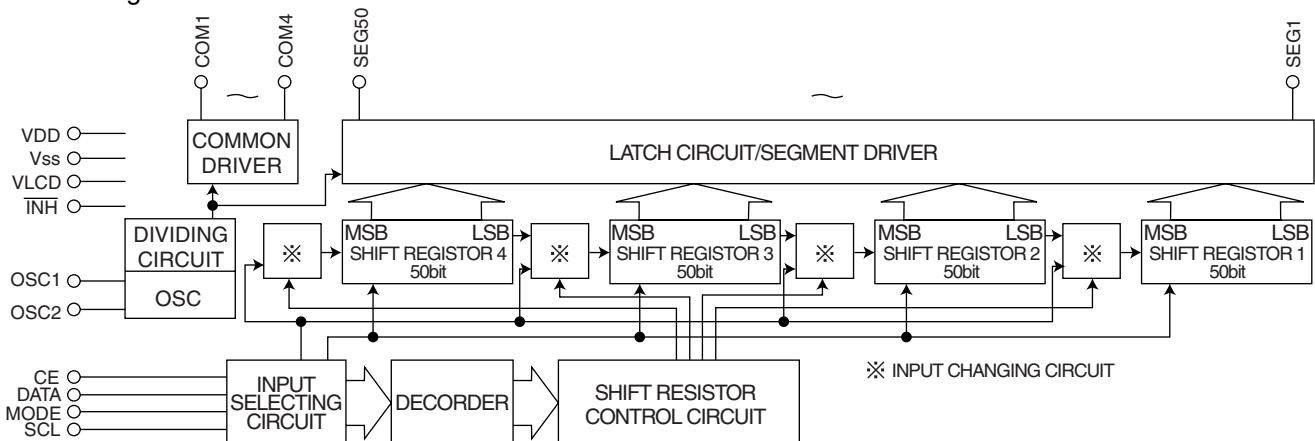 COM1
COM4
SEG50
SEG1
VDD
Vss
VLCD
INH
COMMON
DRIVER
LATCH CIRCUIT/SEGMENT DRIVER
DIVIDING
CIRCUIT
OSC
OSC1
OSC2
※
MSB LSB
SHIFT REGISTOR 4
50bit
※
MSB LSB
SHIFT REGISTOR 3
50bit
※
MSB LSB
SHIFT REGISTOR 2
50bit
※
MSB LSB
SHIFT REGISTOR 1
50bit
CE
DATA
MODE
SCL
INPUT
SELECTING
CIRCUIT
DECORDER
SHIFT RESISTOR
CONTROL CIRCUIT
※ INPUT CHANGING CIRCUIT